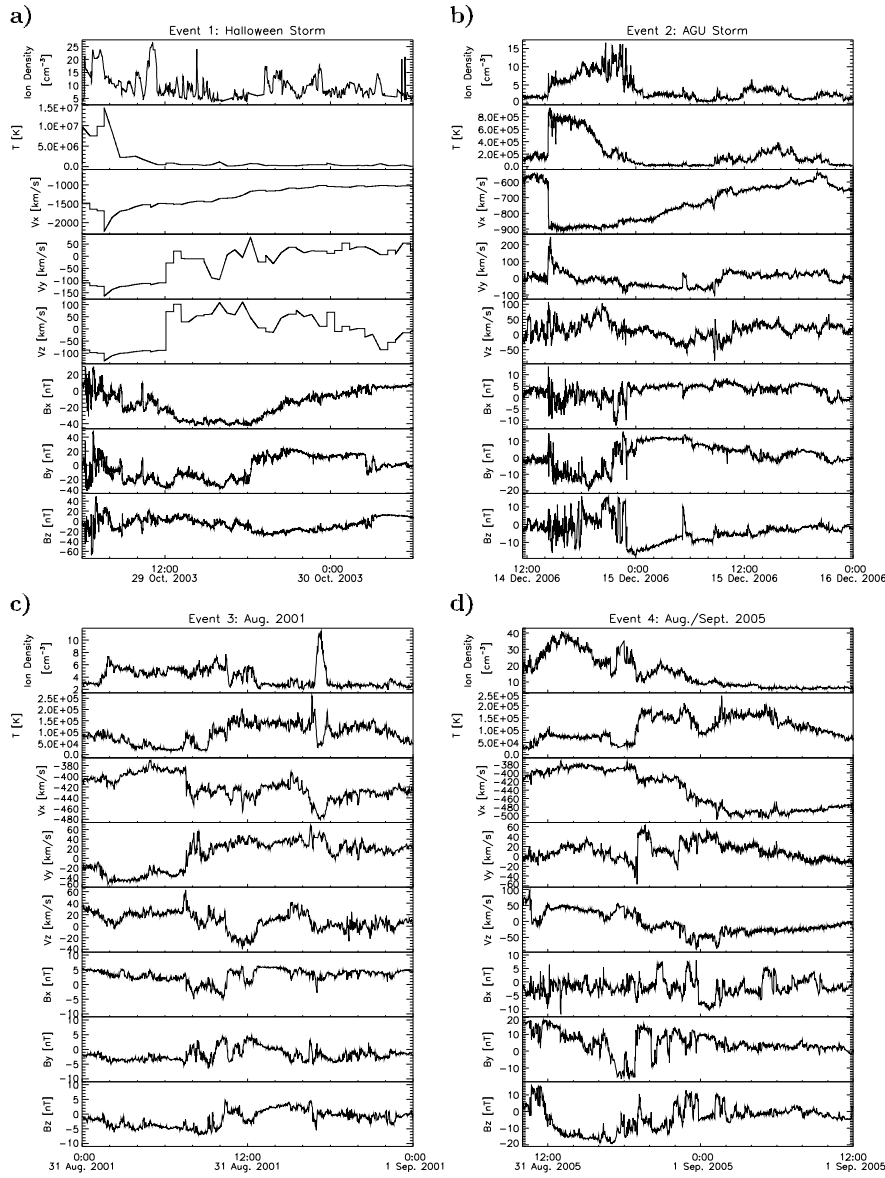 a)
Event 1: Halloween Storm
Ion Density
[cm⁻³]
25
20
15
10
5
T [K]
1.5E+07
1.0E+07
5.0E+06
0.0
Vx [km/s]
−1000
−1500
−2000
Vy [km/s]
50
0
−50
−100
−150
Vz [km/s]
100
50
0
−50
−100
Bx [nT]
20
0
−20
−40
By [nT]
40
20
0
−20
−40
Bz [nT]
40
20
0
−20
−40
−60
12:00
29 Oct. 2003
0:00
30 Oct. 2003
b)
Event 2: AGU Storm
Ion Density
[cm⁻³]
15
10
5
0
T [K]
8.0E+05
6.0E+05
4.0E+05
2.0E+05
0.0
Vx [km/s]
−600
−700
−800
−900
Vy [km/s]
200
100
0
−100
Vz [km/s]
100
50
0
−50
Bx [nT]
10
5
0
−5
−10
By [nT]
10
0
−10
−20
Bz [nT]
10
0
−10
12:00
14 Dec. 2006
0:00
15 Dec. 2006
12:00
15 Dec. 2006
0:00
16 Dec. 2006
c)
Event 3: Aug. 2001
Ion Density
[cm⁻³]
10
8
6
4
2
T [K]
2.5E+05
2.0E+05
1.5E+05
1.0E+05
5.0E+04
0.0
Vx [km/s]
−380
−400
−420
−440
−460
−480
Vy [km/s]
60
40
20
0
−20
−40
−60
Vz [km/s]
60
40
20
0
−20
−40
Bx [nT]
10
5
0
−5
−10
By [nT]
10
5
0
−5
−10
Bz [nT]
10
5
0
−5
−10
0:00
31 Aug. 2001
12:00
31 Aug. 2001
0:00
1 Sep. 2001
d)
Event 4: Aug./Sept. 2005
Ion Density
[cm⁻³]
40
30
20
10
T [K]
2.5E+05
2.0E+05
1.5E+05
1.0E+05
5.0E+04
0.0
Vx [km/s]
−380
−400
−420
−440
−460
−480
−500
Vy [km/s]
60
40
20
0
−20
−40
−60
Vz [km/s]
100
50
0
−50
Bx [nT]
10
5
0
−5
−10
By [nT]
20
10
0
−10
Bz [nT]
10
0
−10
−20
12:00
31 Aug. 2005
0:00
1 Sep. 2005
12:00
1 Sep. 2005